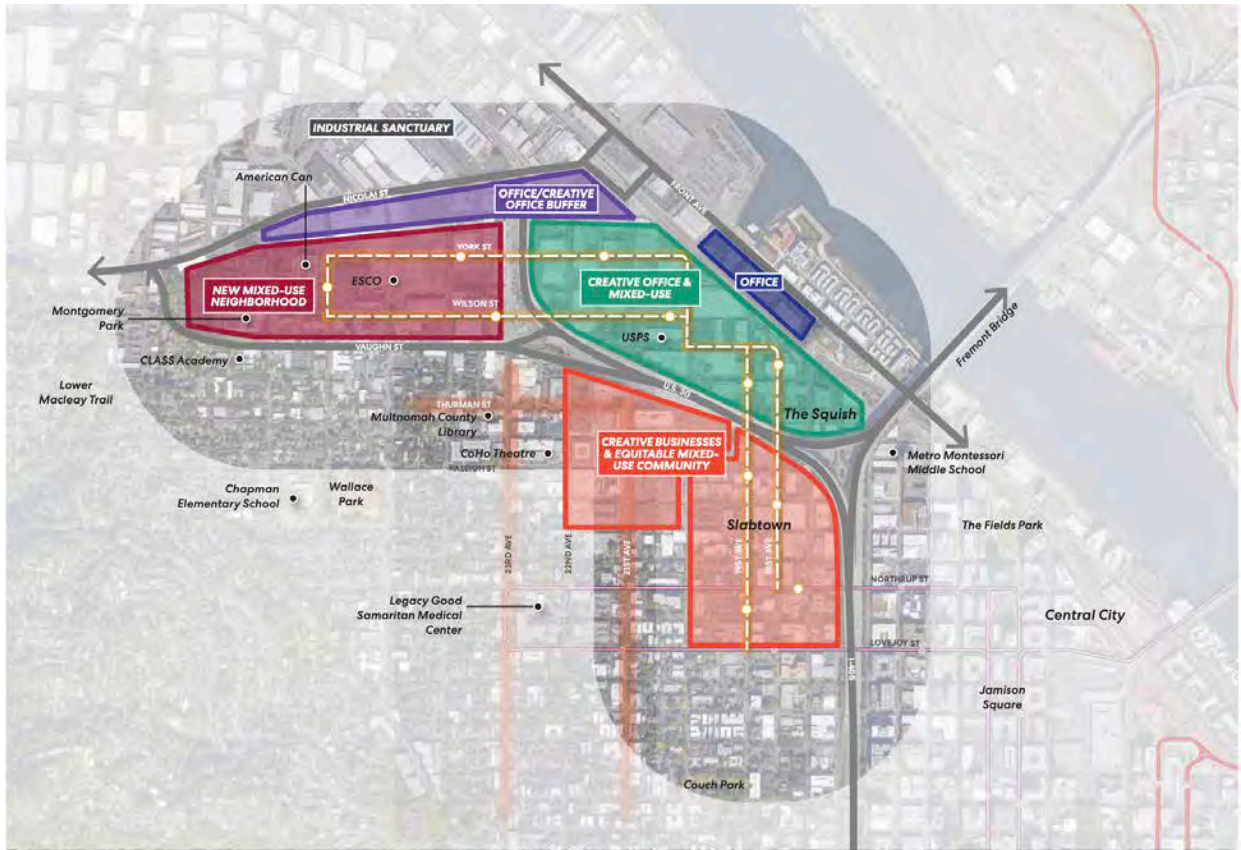 INDUSTRIAL SANCTUARY
American Can
NICOLAI ST
OFFICE/CREATIVE
OFFICE BUFFER
FRONT AVE
YORK ST
ESCO
NEW MIXED-USE
NEIGHBORHOOD
CREATIVE OFFICE &
MIXED-USE
OFFICE
WILSON ST
Montgomery
Park
USPS
VAUGHN ST
CLASS Academy
Fremont Bridge
Lower
Macleay Trail
U.S. 30
THURMAN ST
Multnomah County
Library
The Squish
CREATIVE BUSINESSES
& EQUITABLE MIXED-
USE COMMUNITY
CoHo Theatre
RALEIGH ST
Metro Montessori
Middle School
Chapman
Elementary School
Wallace
Park
Slabtown
The Fields Park
23RD AVE
22ND AVE
21ST AVE
19ST AVE
18ST AVE
NORTHRUP ST
Legacy Good
Samaritan Medical
Center
Central City
LOVEJOY ST
I-405
Jamison
Square
Couch Park